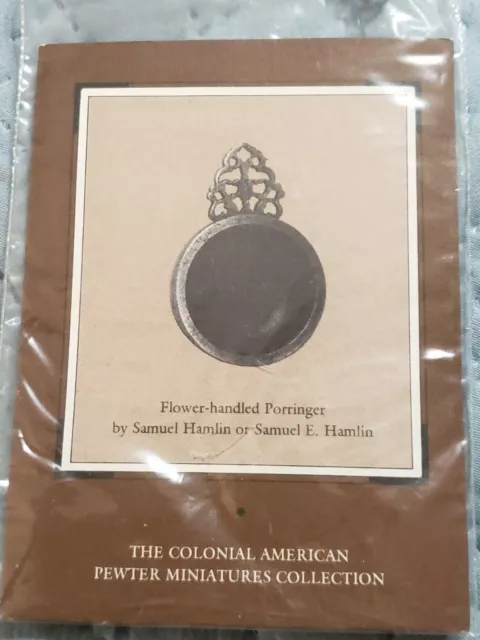 Flower-handled Porringer
by Samuel Hamlin or Samuel E. Hamlin
THE COLONIAL AMERICAN
PEWTER MINIATURES COLLECTION